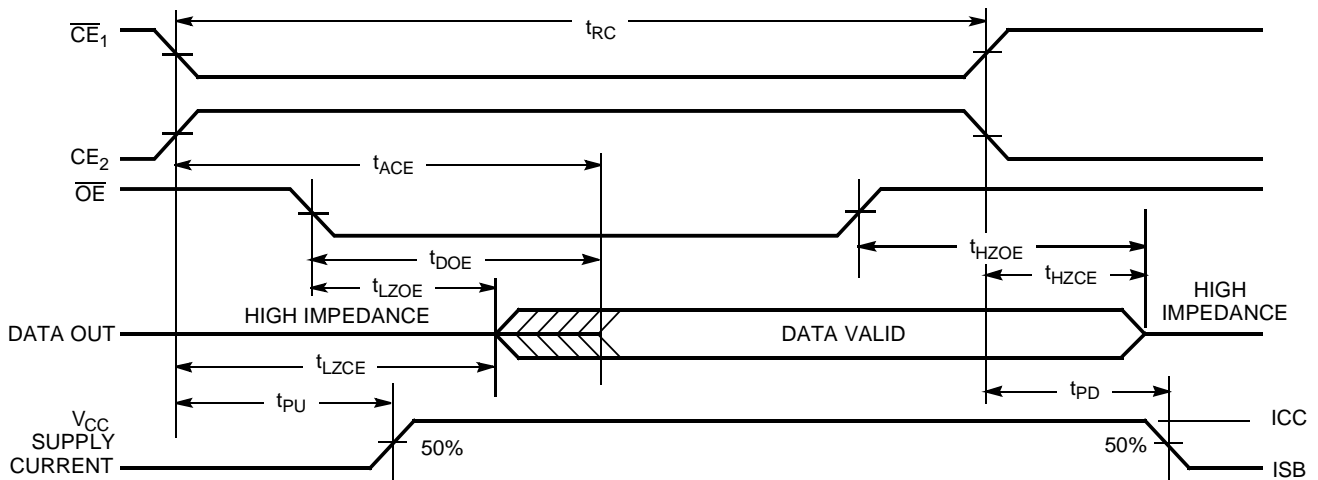 CE1
tRC
CE2
tACE
OE
tDOE
tHZOE
tLZOE
tHZCE
HIGH IMPEDANCE
HIGH
IMPEDANCE
DATA OUT
DATA VALID
tLZCE
tPU
tPD
VCC
SUPPLY
CURRENT
50%
50%
ICC
ISB